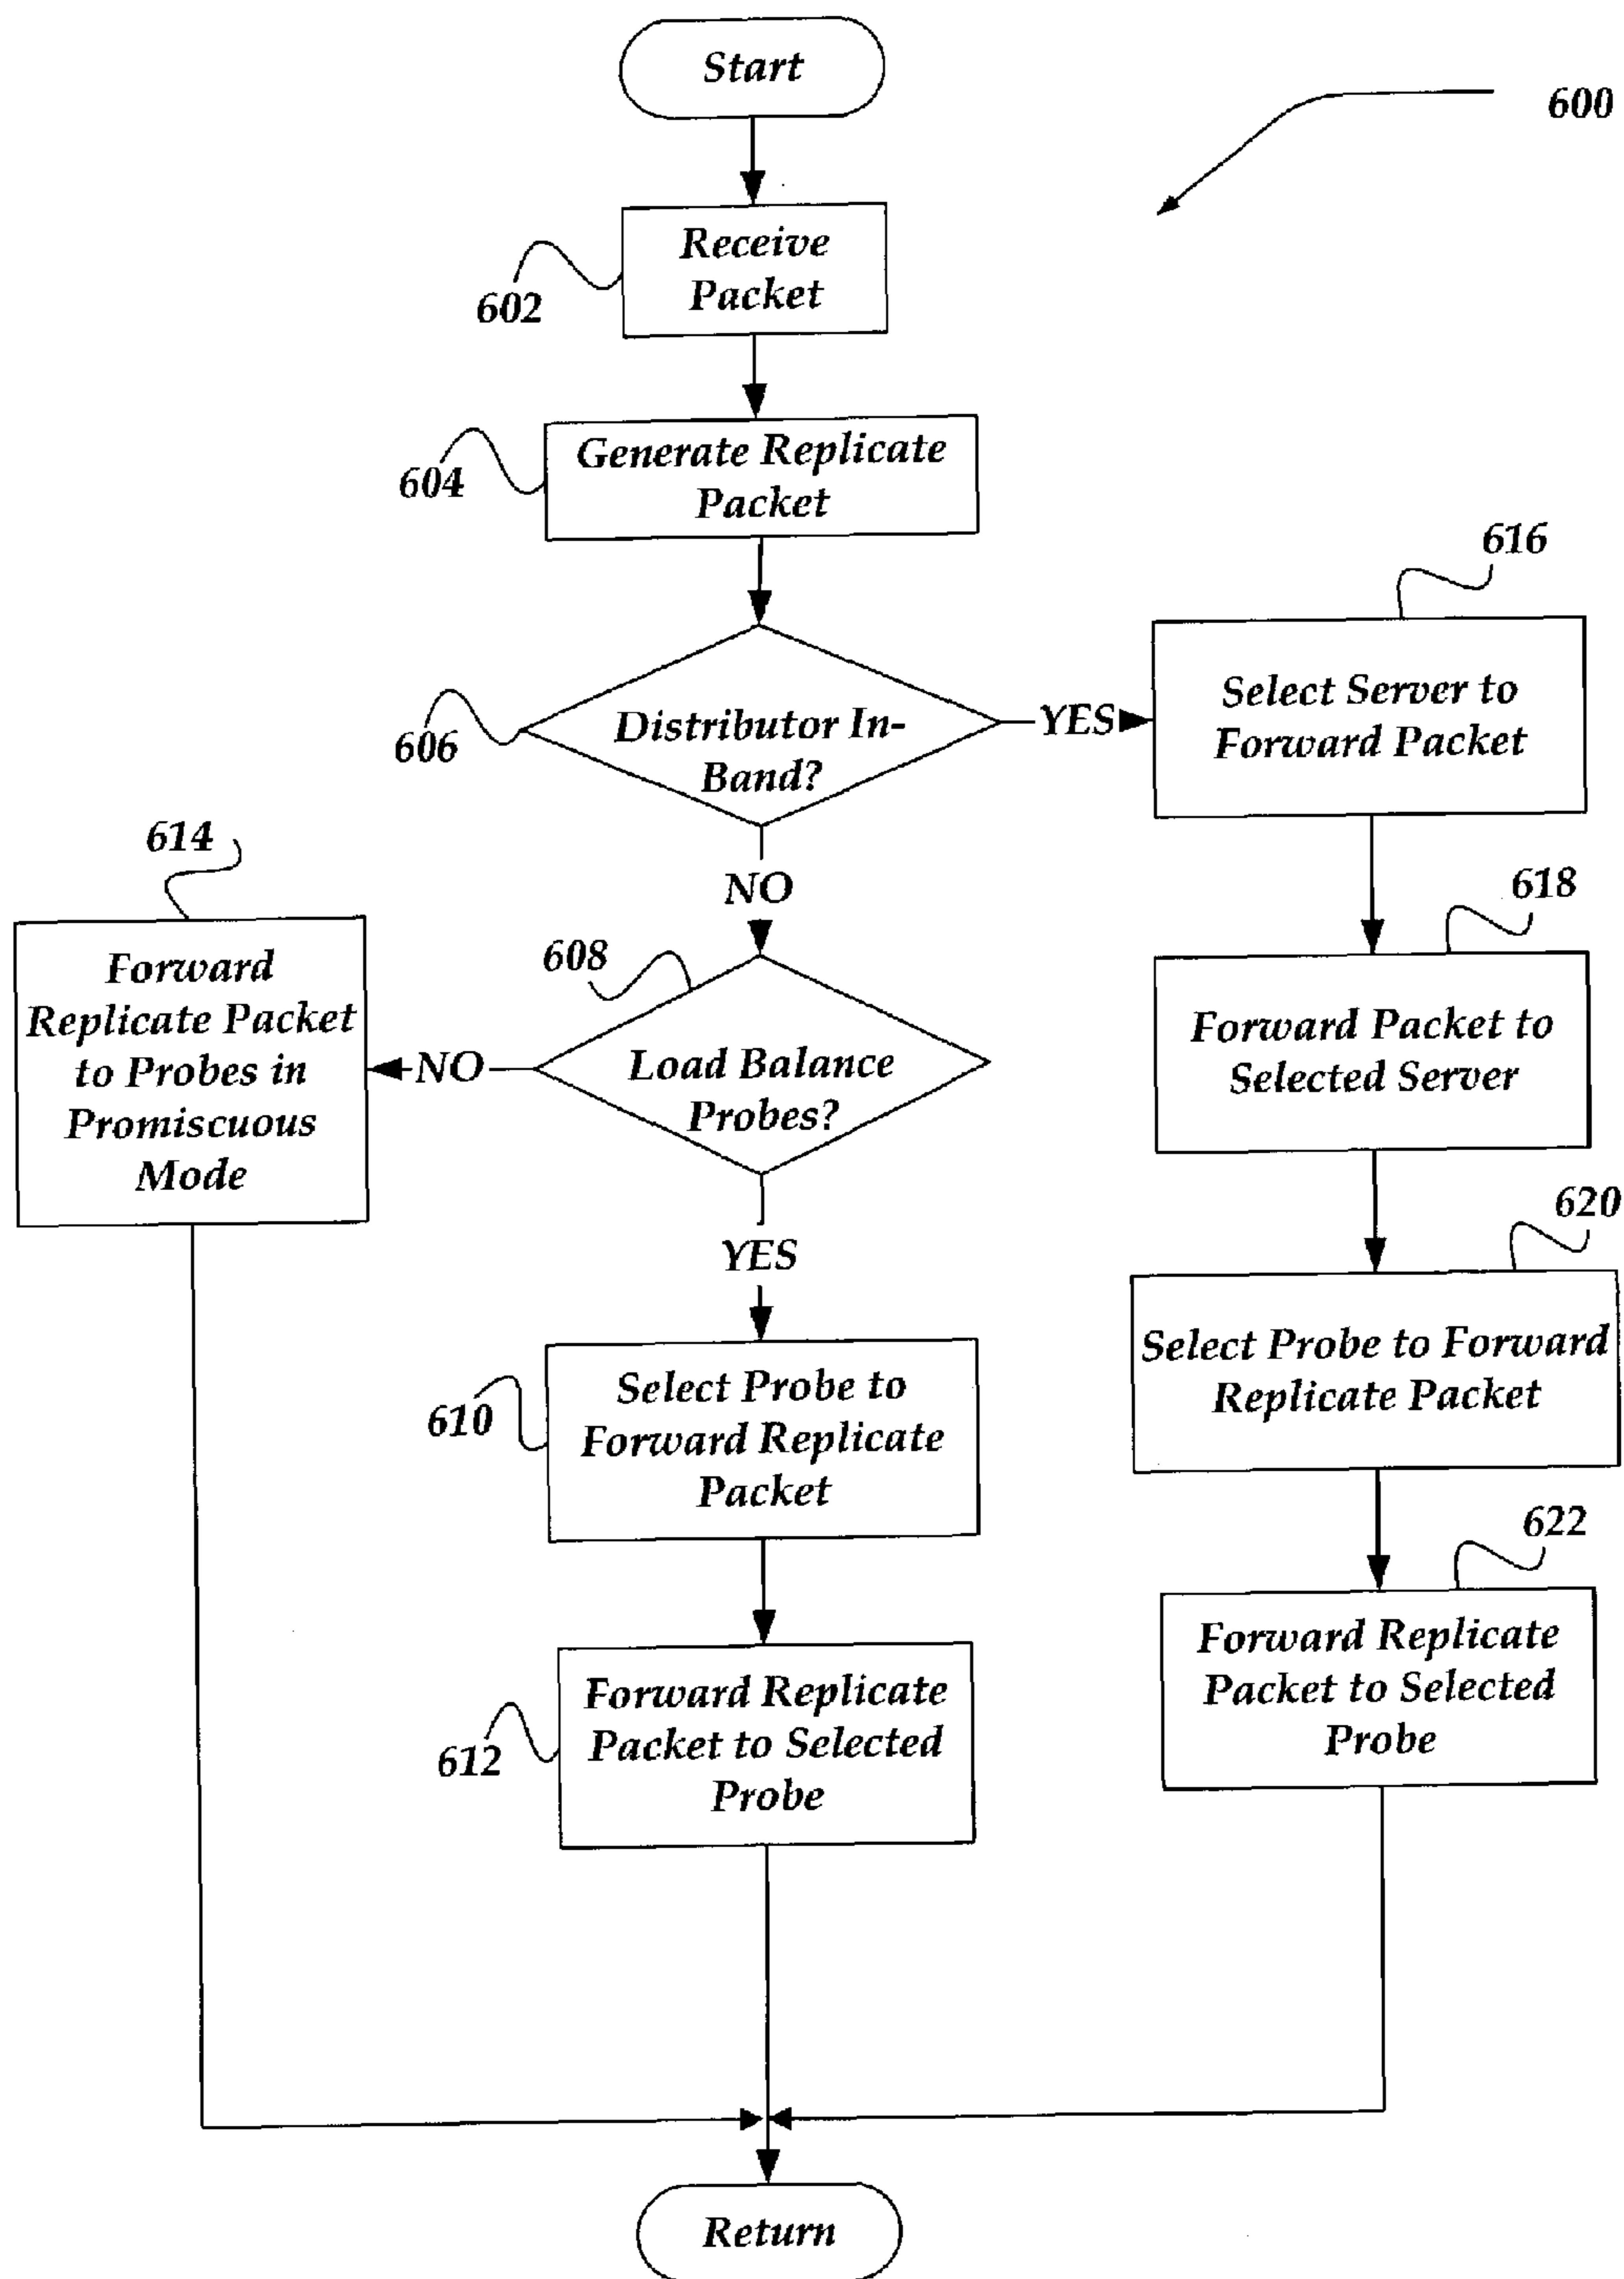 Start
600
Receive
Packet
602
Generate Replicate
Packet
604
616
Distributor In-
Band?
606
YES
Select Server to
Forward Packet
NO
614
618
608
Forward
Replicate Packet
to Probes in
Promiscuous
Mode
NO
Load Balance
Probes?
Forward Packet to
Selected Server
YES
620
Select Probe to
Forward Replicate
Packet
610
Select Probe to Forward
Replicate Packet
622
Forward Replicate
Packet to Selected
Probe
612
Forward Replicate
Packet to Selected
Probe
Return